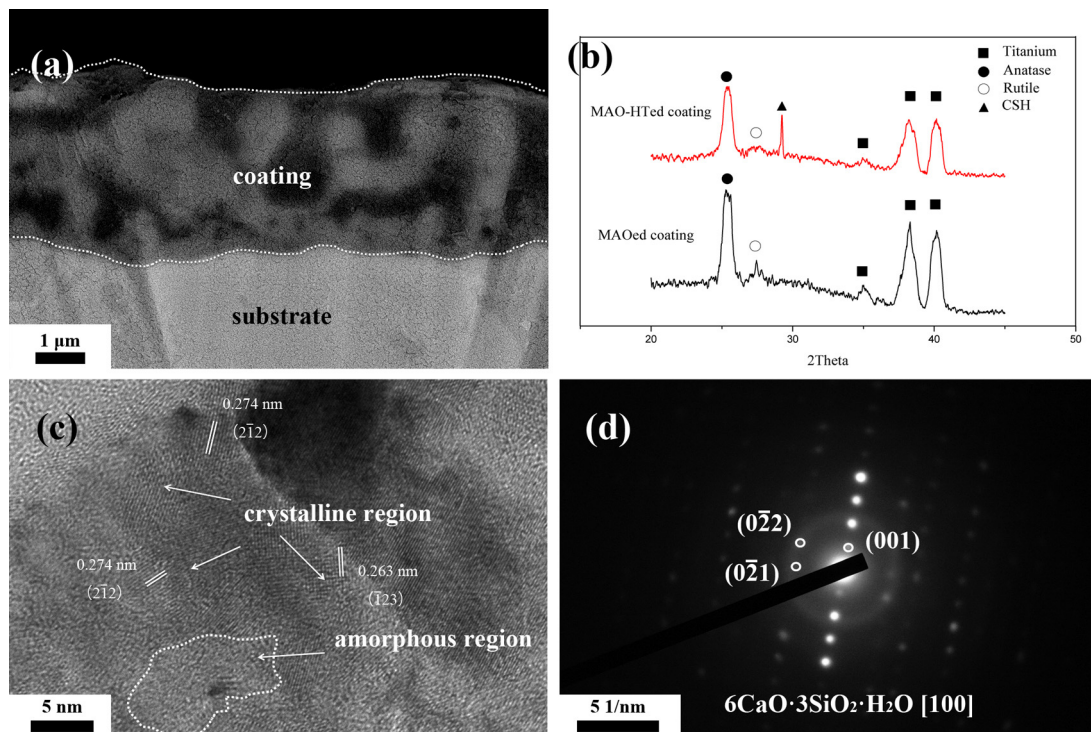 (a)
coating
substrate
1 μm
(b)
■ Titanium
● Anatase
○ Rutile
▲ CSH
MAO-HTed coating
MAOed coating
20 30 40 50
2Theta
(c)
0.274 nm
(21̄2)
crystalline region
0.274 nm
(21̄2)
0.263 nm
(1̄23)
amorphous region
5 nm
(d)
(02̄2)
(001)
(02̄1)
5 1/nm
6CaO·3SiO₂·H₂O [100]